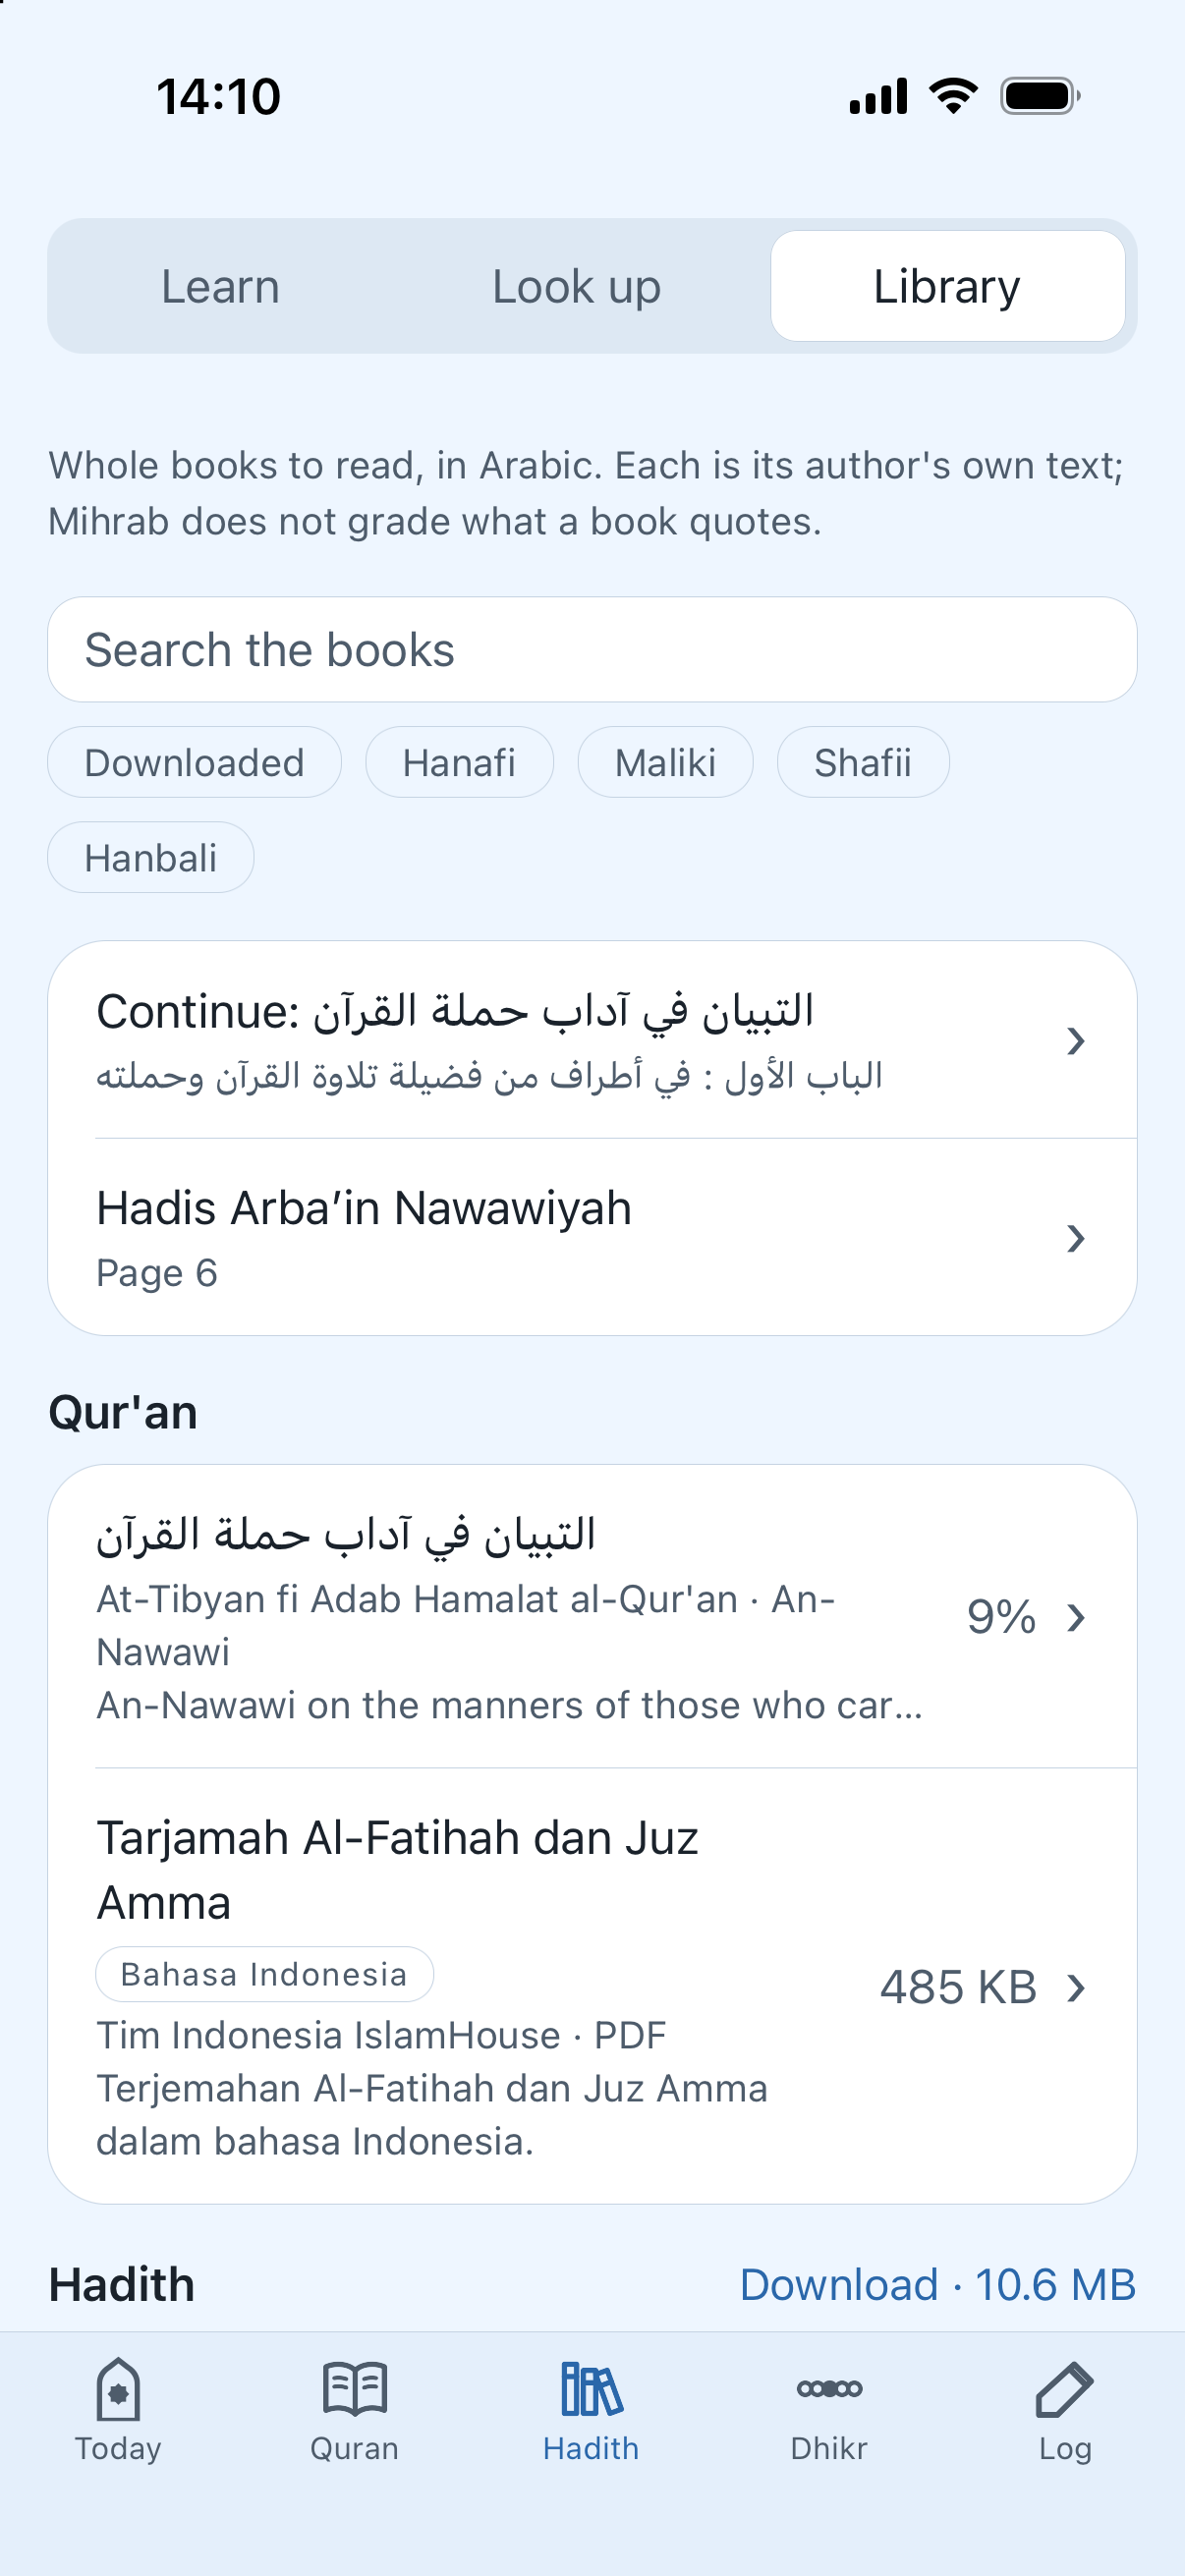 14:10
Learn
Look up
Library
Whole books to read, in Arabic. Each is its author's own text;
Mihrab does not grade what a book quotes.
Search the books
Downloaded
Hanafi
Maliki
Shafii
Hanbali
Continue: التبيان في آداب حملة القرآن
الباب الأول : في أطراف من فضيلة تلاوة القرآن وحملته
Hadis Arba’in Nawawiyah
Page 6
Qur'an
التبيان في آداب حملة القرآن
At-Tibyan fi Adab Hamalat al-Qur'an · An-
Nawawi
An-Nawawi on the manners of those who car...
9%
Tarjamah Al-Fatihah dan Juz
Amma
Bahasa Indonesia
Tim Indonesia IslamHouse · PDF
Terjemahan Al-Fatihah dan Juz Amma
dalam bahasa Indonesia.
485 KB
Hadith
Download · 10.6 MB
Today
Quran
Hadith
Dhikr
Log